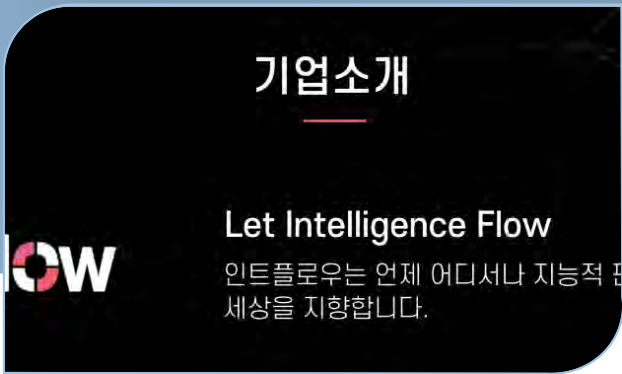 기업소개
Let Intelligence Flow
인트플로우는 언제 어디서나 지능적
세상을 지향합니다.